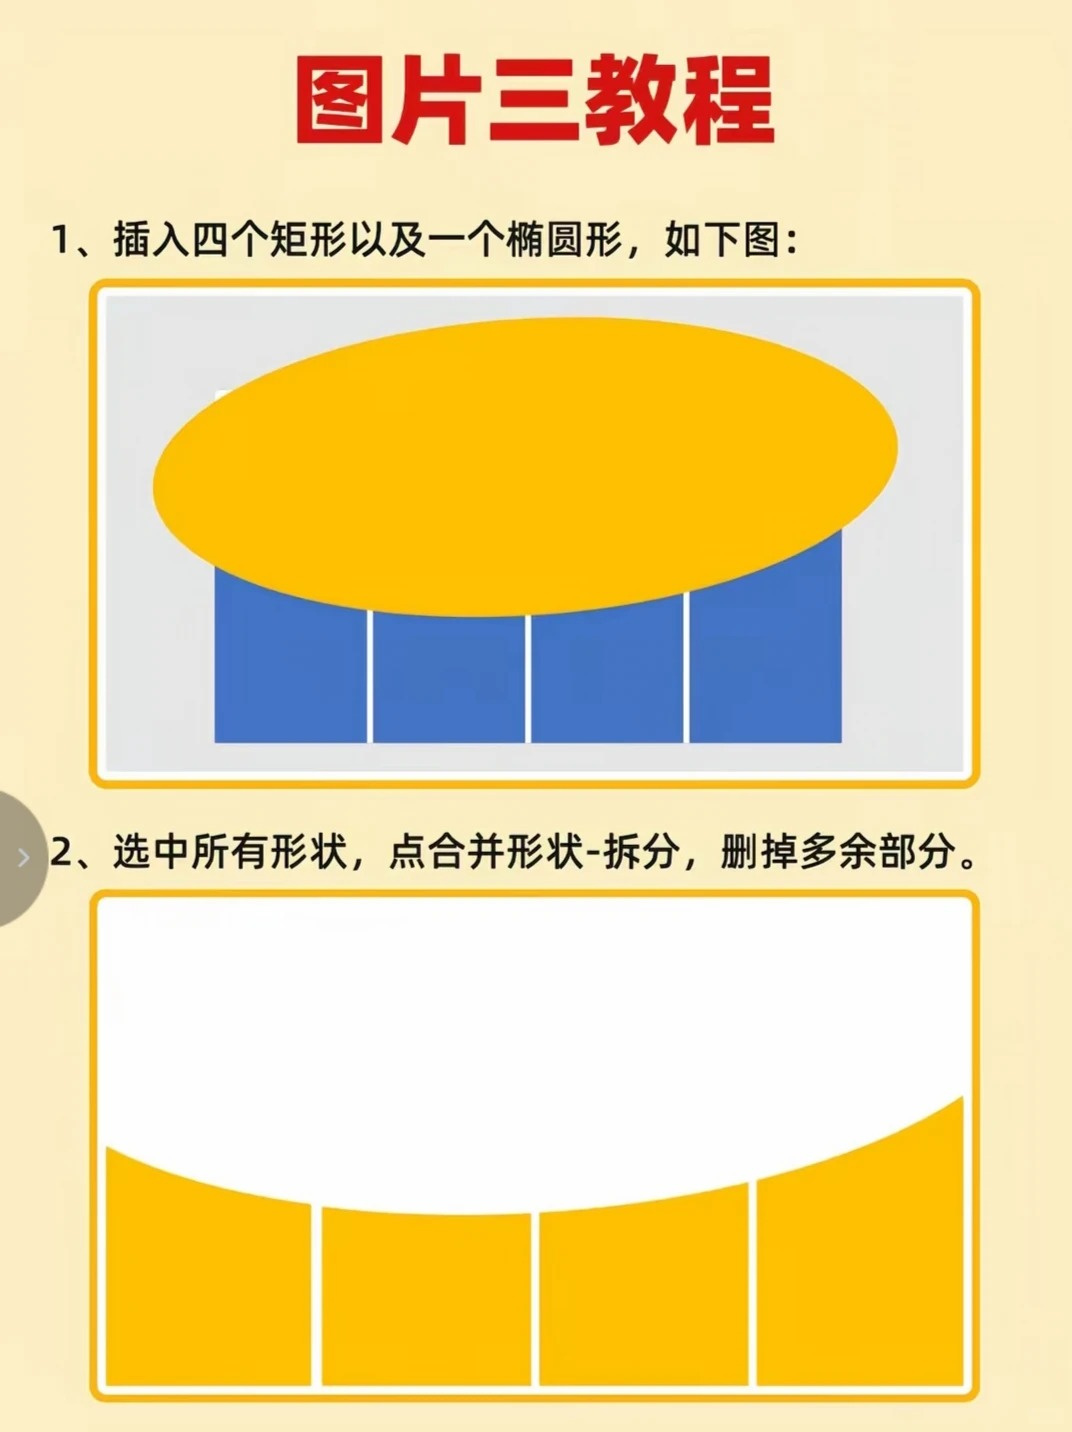 图片三教程
1、插入四个矩形以及一个椭圆形，如下图：
2、选中所有形状，点合并形状-拆分，删掉多余部分。